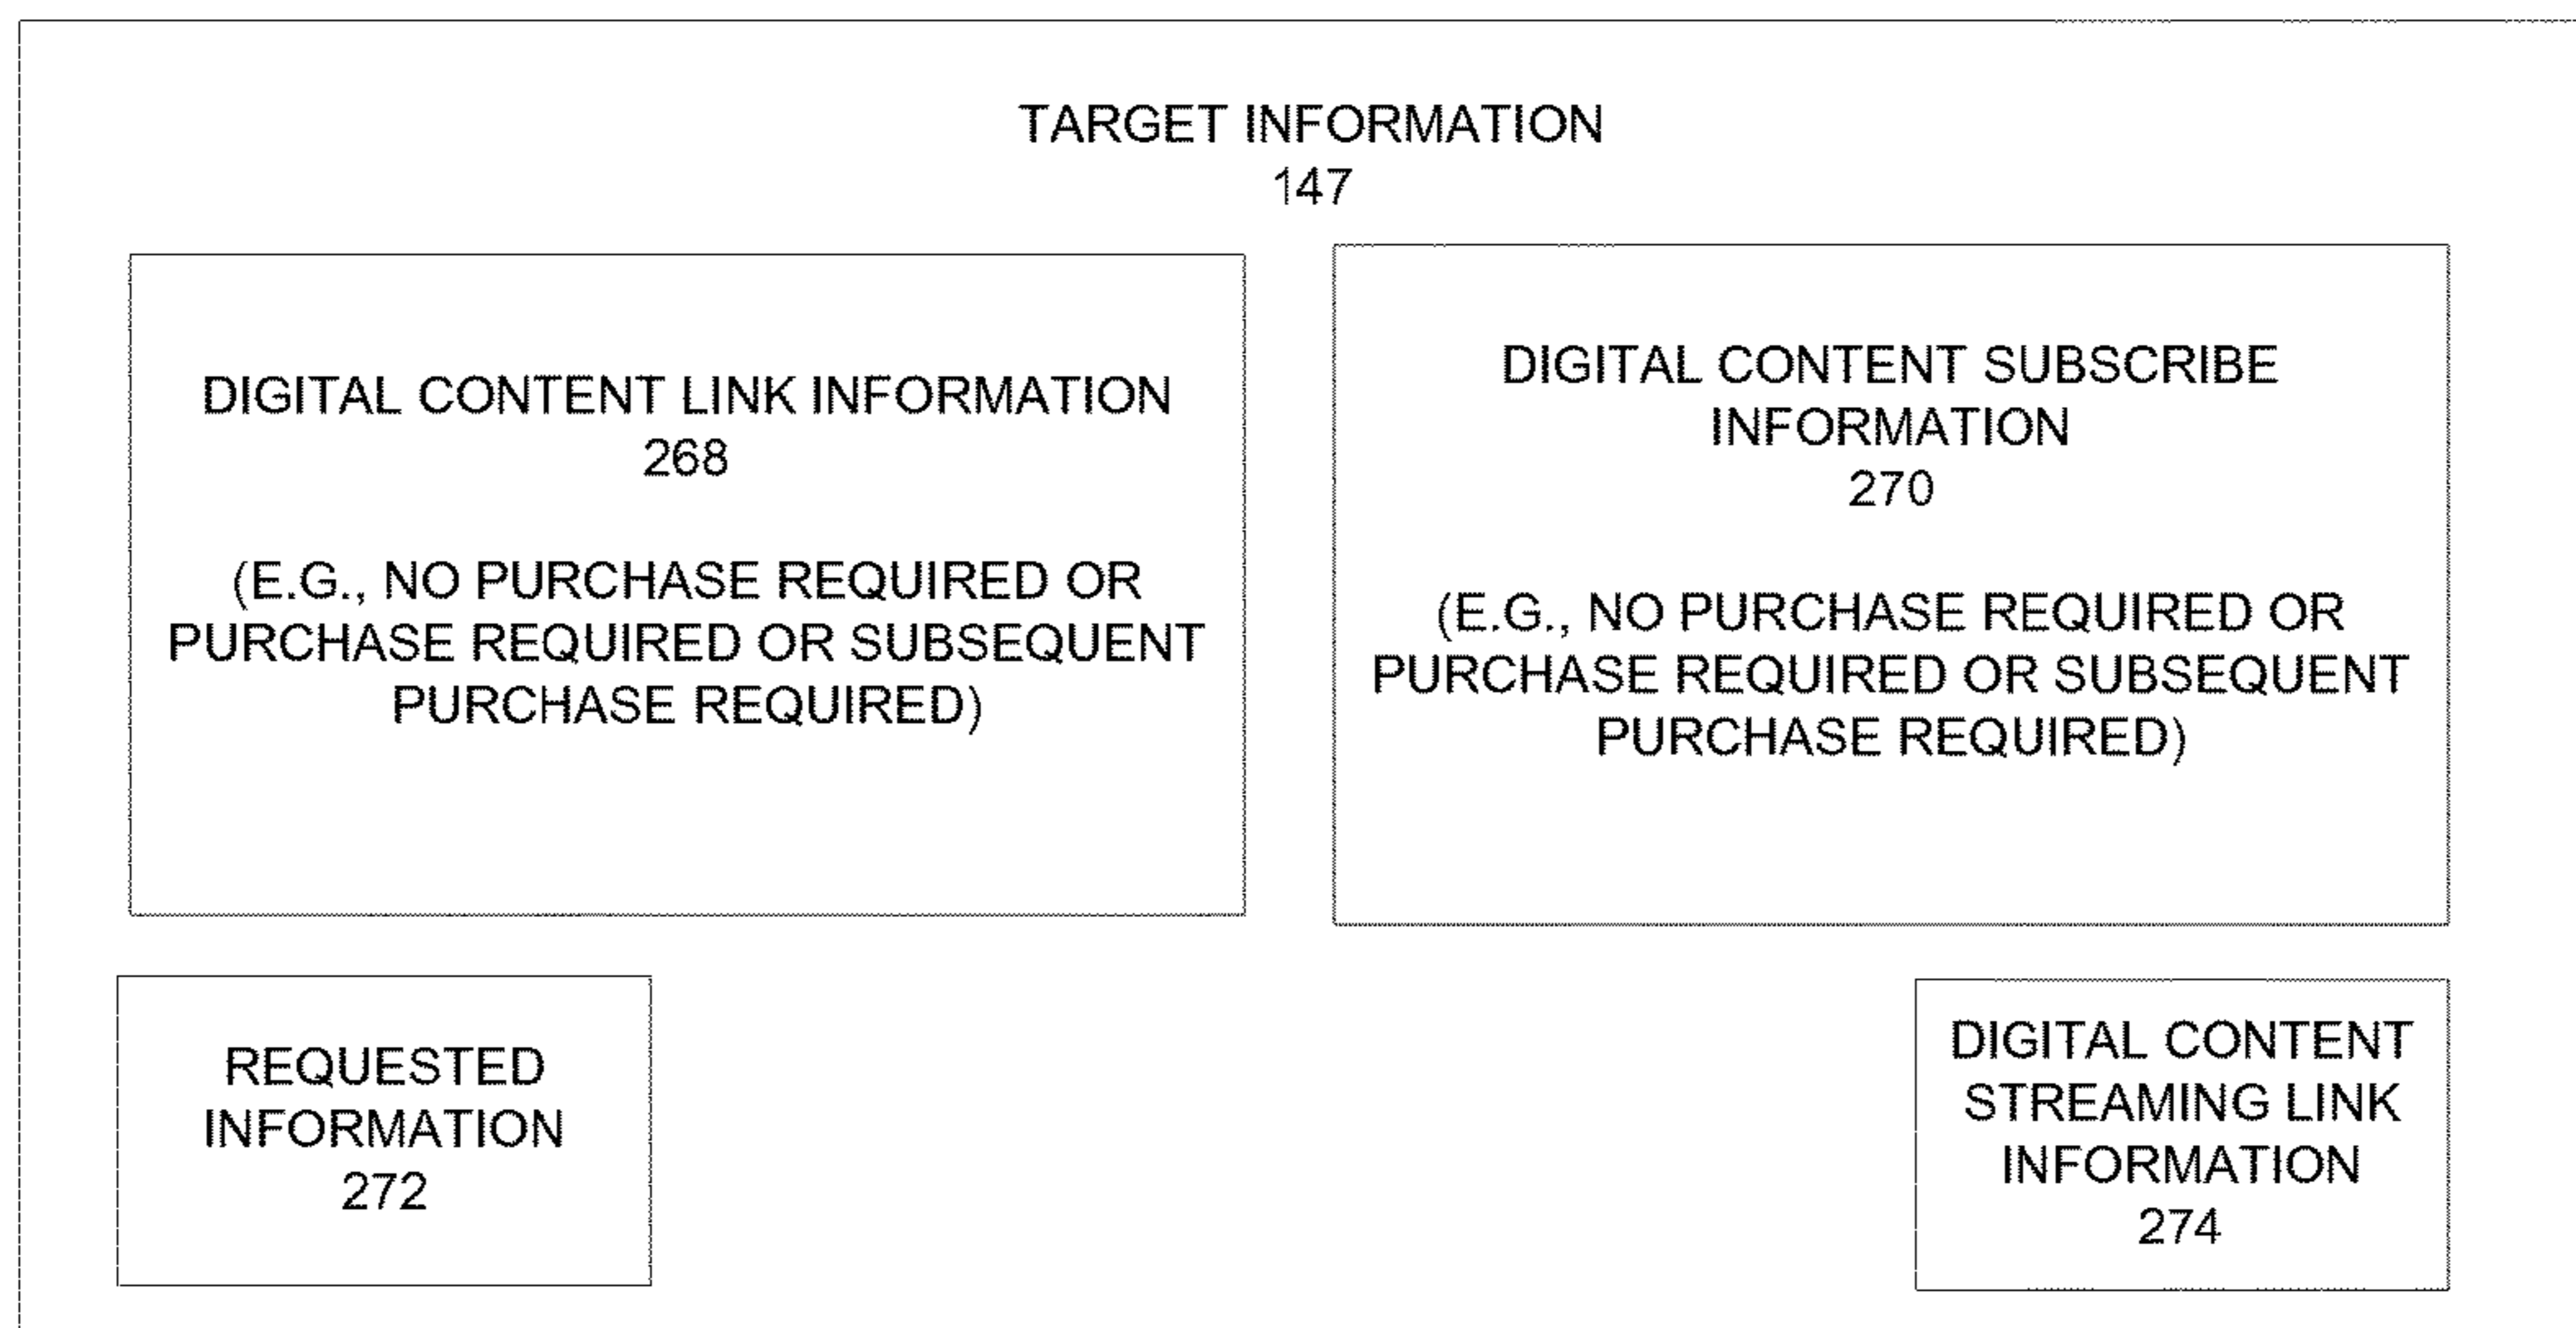 TARGET INFORMATION
147
DIGITAL CONTENT LINK INFORMATION
268
(E.G., NO PURCHASE REQUIRED OR
PURCHASE REQUIRED OR SUBSEQUENT
PURCHASE REQUIRED)
DIGITAL CONTENT SUBSCRIBE
INFORMATION
270
(E.G., NO PURCHASE REQUIRED OR
PURCHASE REQUIRED OR SUBSEQUENT
PURCHASE REQUIRED)
REQUESTED
INFORMATION
272
DIGITAL CONTENT
STREAMING LINK
INFORMATION
274